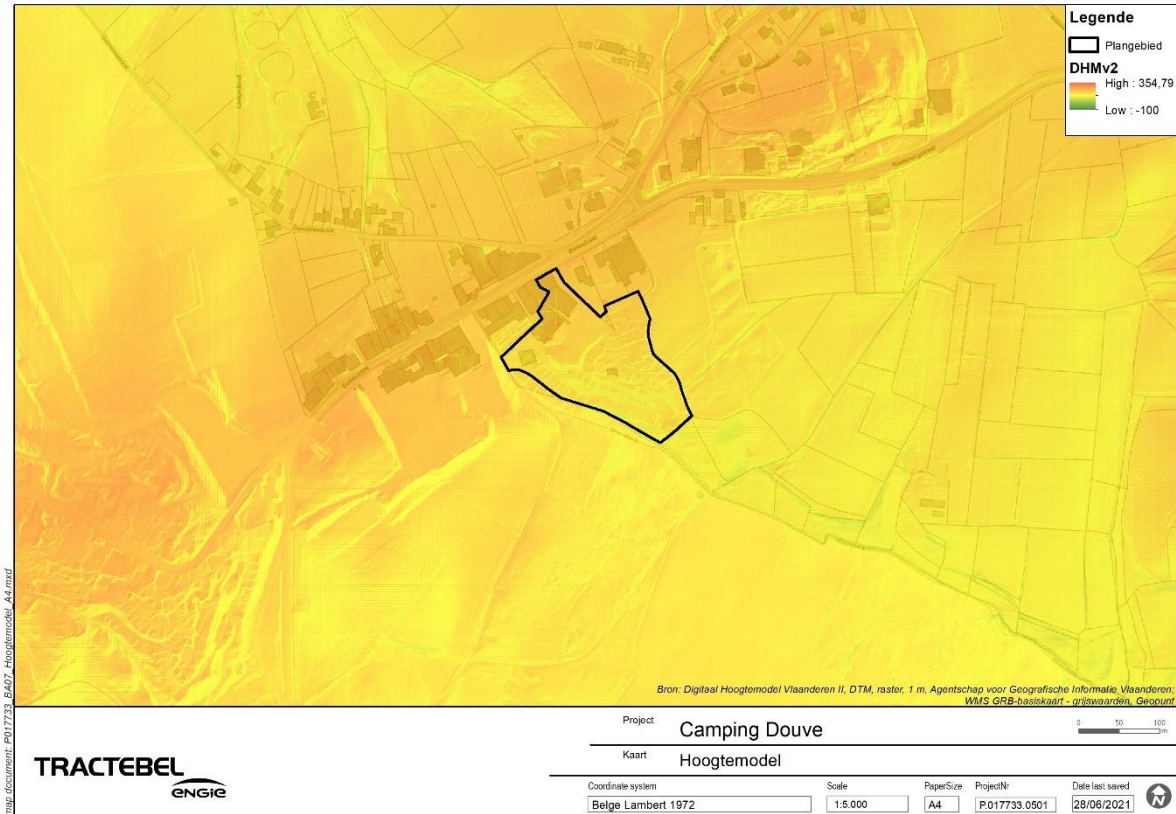 Legende
Plangebied
DHMv2
High : 354,79
Low : -100
Bron: Digitaal Hoogtemodel Vlaanderen II, DTM, raster, 1 m, Agentschap voor Geografische Informatie Vlaanderen;
WMS GRB-basiskaart - grijswaarden, Geopunt
map document: P017733_BA07_Hoogtemodel_A4.mxd
TRACTEBEL
ENGIE
Project Camping Douve
0 50 100
m
Kaart Hoogtemodel
Coordinate system Scale PaperSize ProjectNr Date last saved
Belge Lambert 1972 1:5.000 A4 P.017733.0501 28/06/2021
N